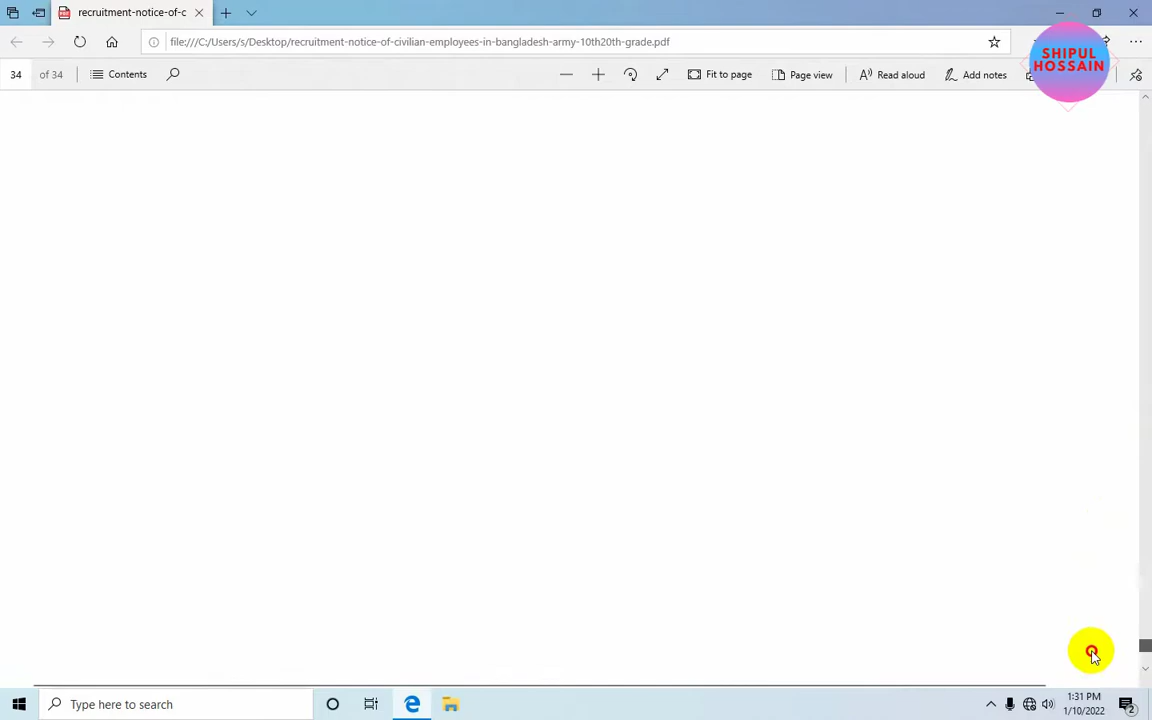 recruitment-notice-of-c
file:///C:/Users/s/Desktop/recruitment-notice-of-civilian-employees-in-bangladesh-army-10th20th-grade.pdf
SHIPUL
HOSSAIN
34 of 34 Contents Fit to page Page view Read aloud Add notes
Type here to search
1:31 PM
1/10/2022
2